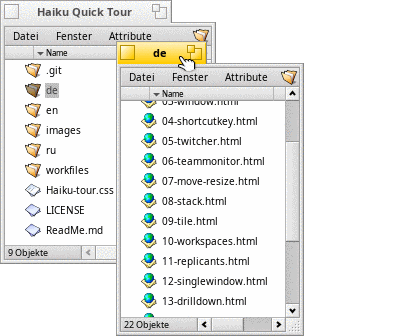 Haiku Quick Tour
Datei Fenster Attribute
Name
.git
de
en
images
ru
workfiles
Haiku-tour.css
LICENSE
ReadMe.md
9 Objekte
de
Datei Fenster Attribute
Name
03-window.html
04-shortcutkey.html
05-twitcher.html
06-teammonitor.html
07-move-resize.html
08-stack.html
09-tile.html
10-workspaces.html
11-replicants.html
12-singlewindow.html
13-drilldown.html
22 Objekte